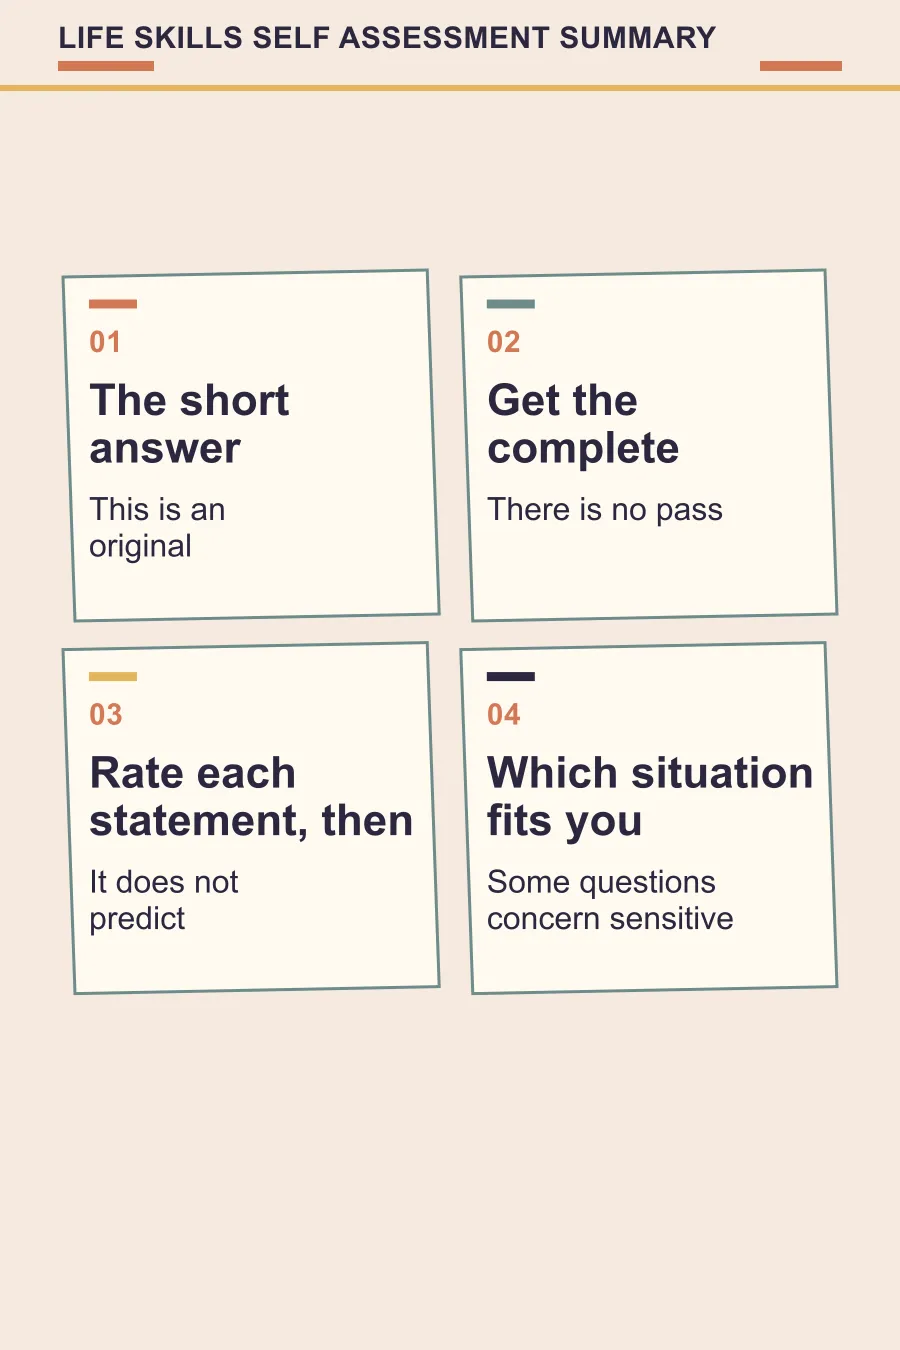 LIFE SKILLS SELF ASSESSMENT SUMMARY
01
The short
answer
This is an
original
02
Get the
complete
There is no pass
03
Rate each
statement, then
It does not
predict
04
Which situation
fits you
Some questions
concern sensitive